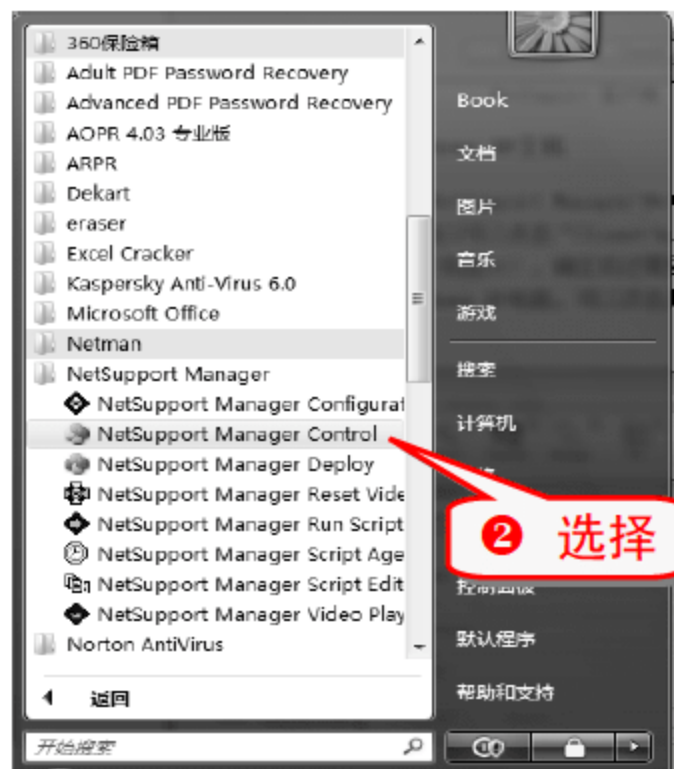 360保险箱
Adult PDF Password Recovery
Advanced PDF Password Recovery
AOPR 4.03 专业版
ARPR
Dekart
eraser
Excel Cracker
Kaspersky Anti-Virus 6.0
Microsoft Office
Netman
NetSupport Manager
NetSupport Manager Configurat
NetSupport Manager Control
NetSupport Manager Deploy
NetSupport Manager Reset Vide
NetSupport Manager Run Script
NetSupport Manager Script Age
NetSupport Manager Script Edit
NetSupport Manager Video Play
Norton AntiVirus
返回
开始搜索
Book
文档
图片
音乐
游戏
搜索
计算机
❷ 选择
控制面板
默认程序
帮助和支持